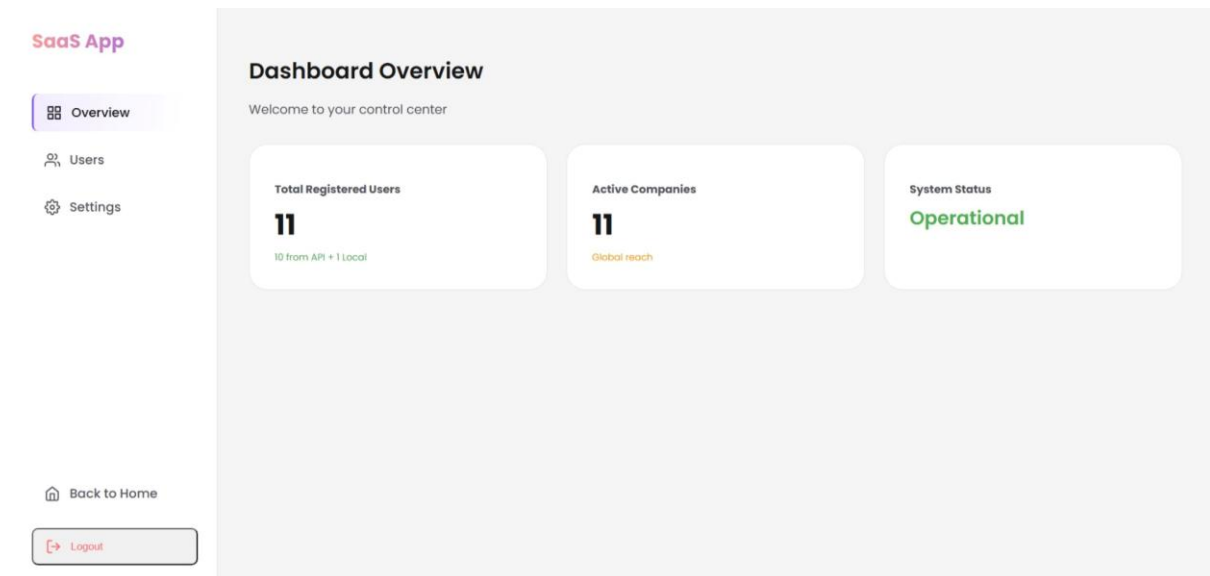 SaaS App
Overview
Users
Settings
Back to Home
Logout
Dashboard Overview
Welcome to your control center
Total Registered Users
11
10 from API + 1 Local
Active Companies
11
Global reach
System Status
Operational